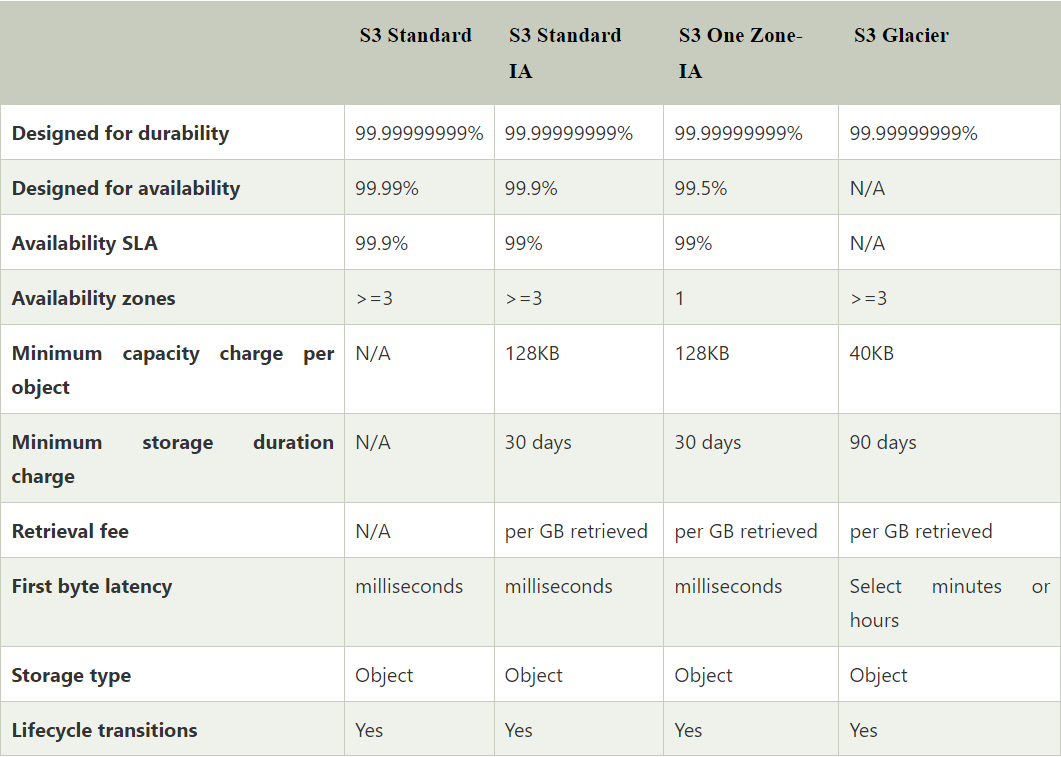 S3 Standard S3 Standard IA S3 One Zone-IA S3 Glacier
Designed for durability 99.99999999% 99.99999999% 99.99999999% 99.99999999%
Designed for availability 99.99% 99.9% 99.5% N/A
Availability SLA 99.9% 99% 99% N/A
Availability zones >=3 >=3 1 >=3
Minimum capacity charge per object N/A 128KB 128KB 40KB
Minimum storage duration charge N/A 30 days 30 days 90 days
Retrieval fee N/A per GB retrieved per GB retrieved per GB retrieved
First byte latency milliseconds milliseconds milliseconds Select minutes or hours
Storage type Object Object Object Object
Lifecycle transitions Yes Yes Yes Yes